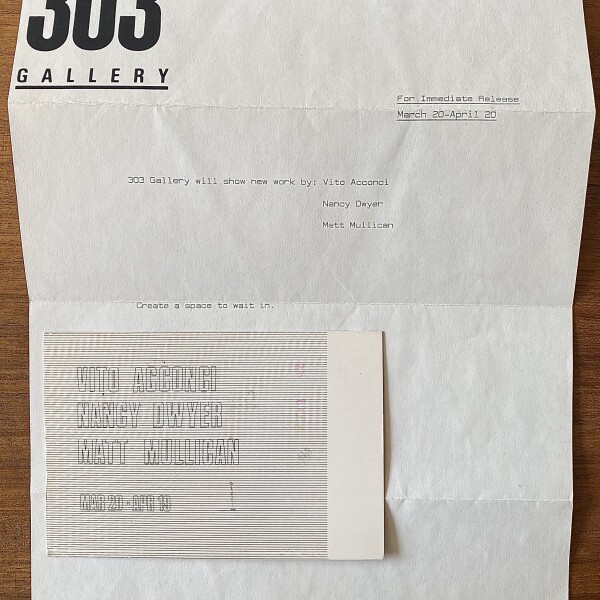 303
GALLERY
For Immediate Release
March 20-April 20
303 Gallery will show new work by: Vito Acconci
Nancy Dwyer
Matt Mullican
Create a space to wait in.
VITO ACCONCI
NANCY DWYER
MATT MULLICAN
MAR 20 - APR 19